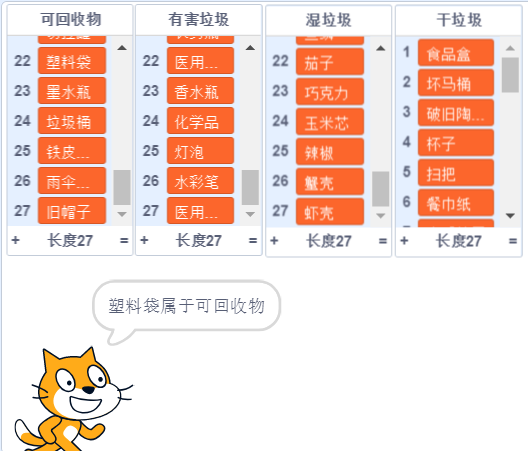 可回收物
22 塑料袋
23 墨水瓶
24 垃圾桶
25 铁皮...
26 雨伞...
27 旧帽子
+ 长度27 =
有害垃圾
22 医用...
23 香水瓶
24 化学品
25 灯泡
26 水彩笔
27 医用...
+ 长度27 =
湿垃圾
22 茄子
23 巧克力
24 玉米芯
25 辣椒
26 蟹壳
27 虾壳
+ 长度27 =
干垃圾
1 食品盒
2 坏马桶
3 破旧陶...
4 杯子
5 扫把
6 餐巾纸
+ 长度27 =
塑料袋属于可回收物